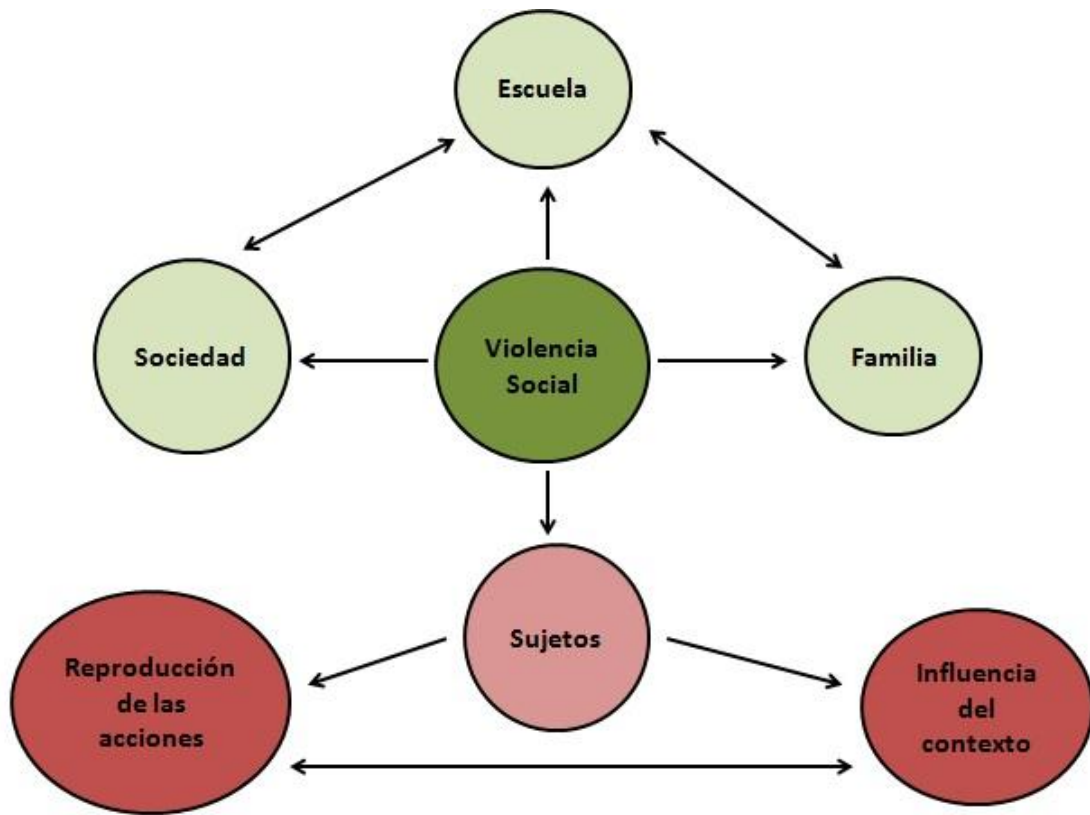 Escuela
Sociedad
Violencia
Social
Familia
Sujetos
Reproducción
de las
acciones
Influencia
del
contexto